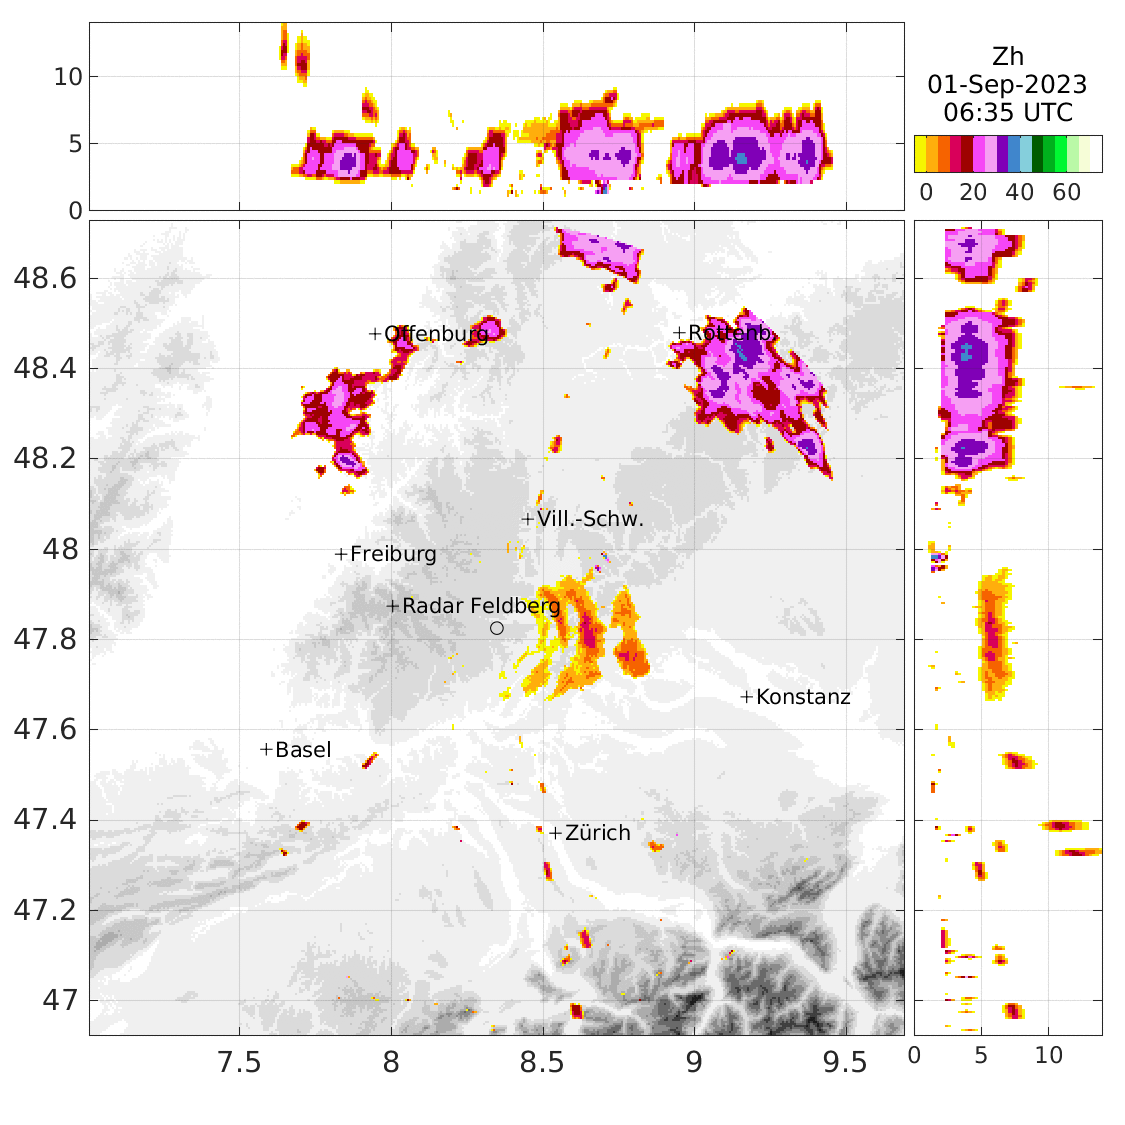 Zh
01-Sep-2023
06:35 UTC
10
5
0
0 20 40 60
48.6
48.4
48.2
48
47.8
47.6
47.4
47.2
47
+Offenburg
+Rottenb.
+Vill.-Schw.
+Freiburg
+Radar Feldberg
+Konstanz
+Basel
+Zürich
7.5 8 8.5 9 9.5
0 5 10